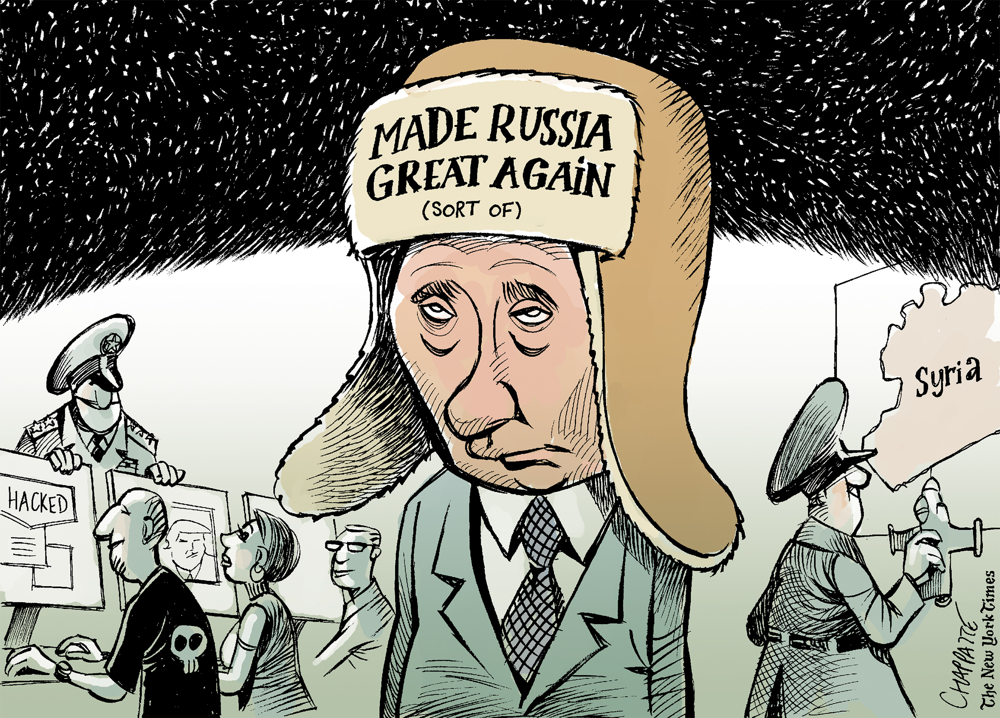 MADE RUSSIA
GREAT AGAiN
(SORT OF)
Syria
HACKED
CHAPPATTE
The New York Times